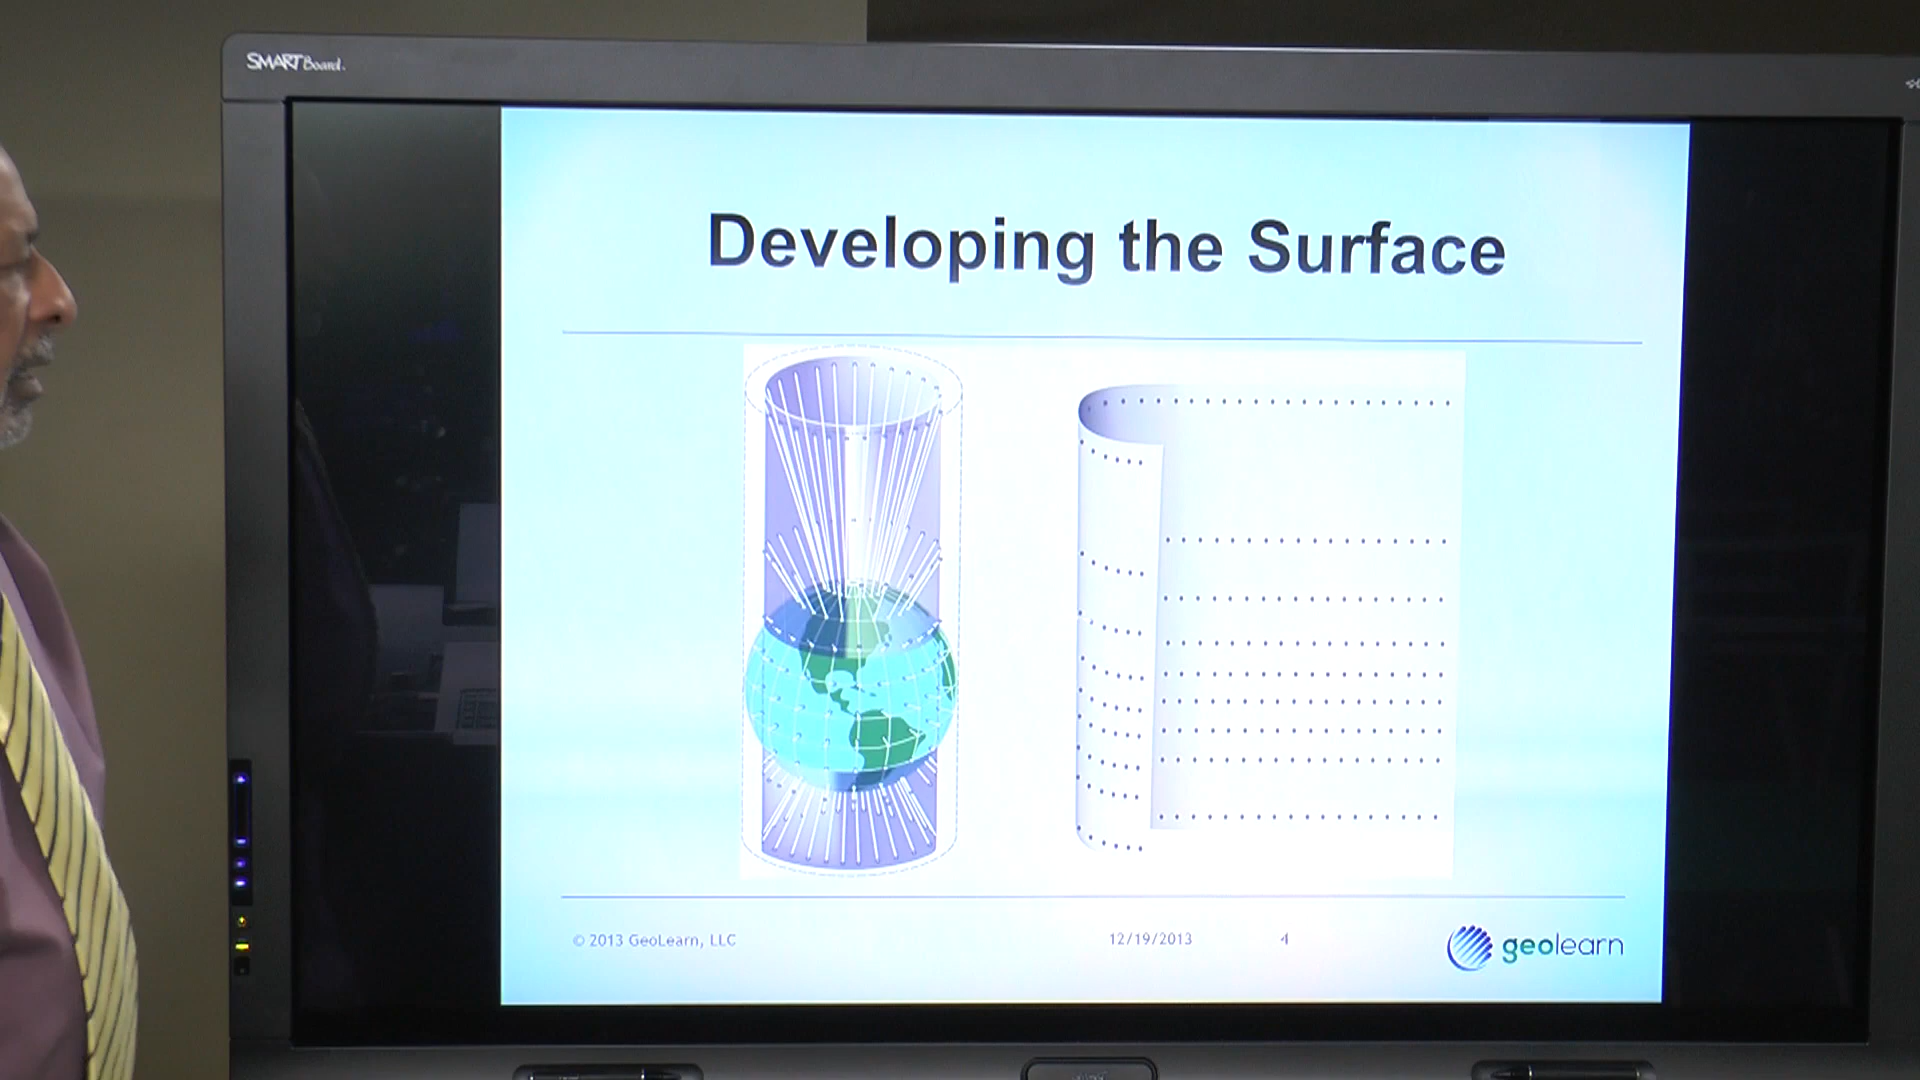 SMART Board
Developing the Surface
© 2013 GeoLearn, LLC
12/19/2013
4
geolearn